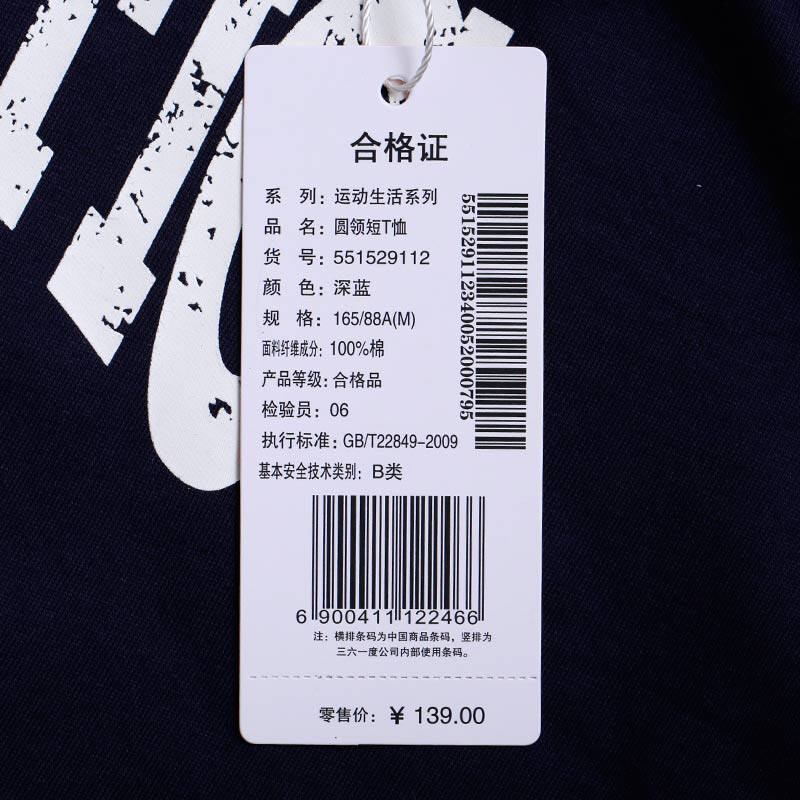 合格证
系 列: 运动生活系列
品 名: 圆领短T恤
货 号: 551529112
颜 色: 深蓝
规 格: 165/88A(M)
面料纤维成分: 100%棉
产品等级: 合格品
检验员: 06
执行标准: GB/T22849-2009
基本安全技术类别: B类
551529112340052000795
6 900411 122466
注: 横排条码为中国商品条码, 竖排为
三六一度公司内部使用条码。
零售价: ¥ 139.00